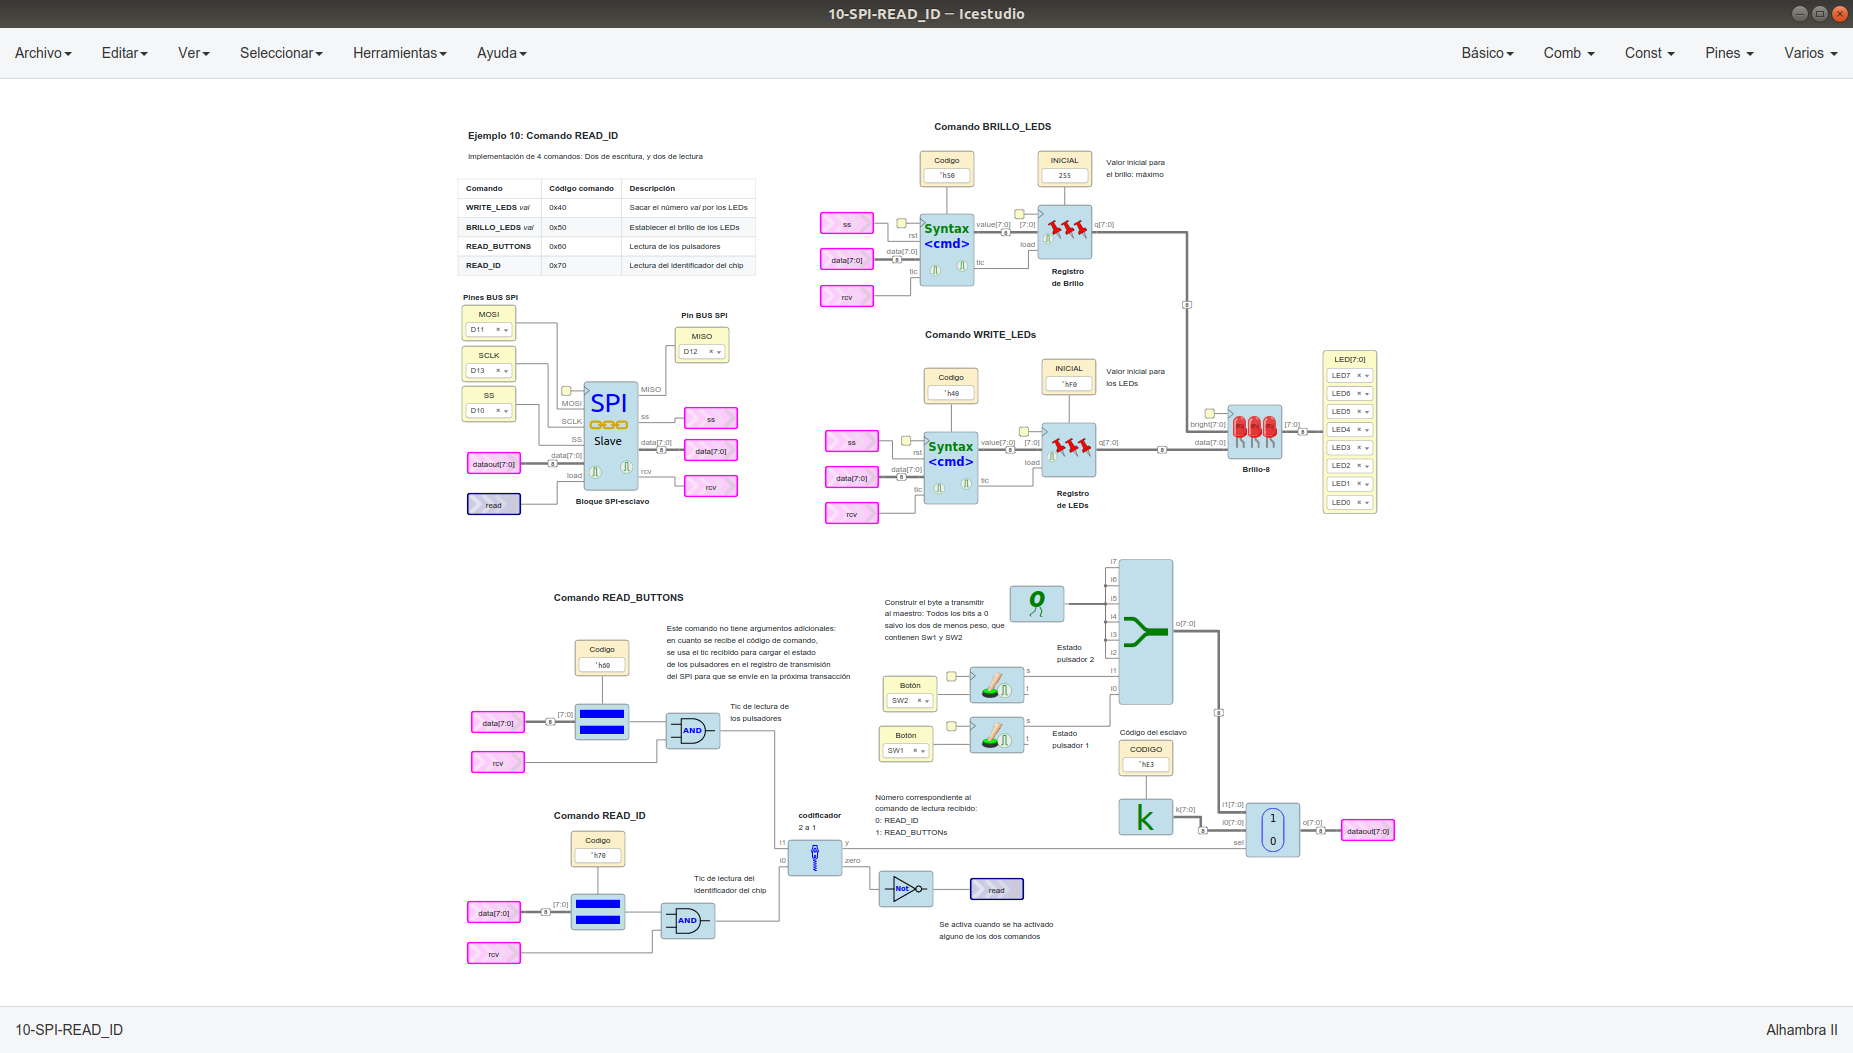 10-SPI-READ_ID — Icestudio
Archivo Editar Ver Seleccionar Herramientas Ayuda Básico Comb Const Pines Varios
Ejemplo 10: Comando READ_ID
Implementación de 4 comandos: Dos de escritura, y dos de lectura
Comando Código comando Descripción
WRITE_LEDS val 0x40 Sacar el número val por los LEDs
BRILLO_LEDS val 0x50 Establecer el brillo de los LEDs
READ_BUTTONS 0x60 Lectura de los pulsadores
READ_ID 0x70 Lectura del identificador del chip
Pines BUS SPI
MOSI
D11
SCLK
D13
SS
D10
dataout[7:0]
read
MOSI
SCLK
SS
data[7:0]
load
SPI
Slave
Bloque SPI-esclavo
MISO
ss
data[7:0]
rcv
Pin BUS SPI
MISO
D12
ss
data[7:0]
rcv
8
8
Comando BRILLO_LEDS
Codigo
'h50
INICIAL
255
Valor inicial para
el brillo: máximo
ss
data[7:0]
rcv
8
rst
data[7:0]
tic
Syntax
<cmd>
value[7:0]
tic
8
[7:0]
load
q[7:0]
Registro
de Brillo
8
Comando WRITE_LEDs
Codigo
'h40
INICIAL
'hF0
Valor inicial para
los LEDs
ss
data[7:0]
rcv
8
rst
data[7:0]
tic
Syntax
<cmd>
value[7:0]
tic
8
[7:0]
load
q[7:0]
8
Registro
de LEDs
bright[7:0]
data[7:0]
[7:0]
8
Brillo-8
LED[7:0]
LED7
LED6
LED5
LED4
LED3
LED2
LED1
LED0
Comando READ_BUTTONS
Este comando no tiene argumentos adicionales:
en cuanto se recibe el código de comando,
se usa el tic recibido para cargar el estado
de los pulsadores en el registro de transmisión
del SPI para que se envíe en la próxima transacción
Codigo
'h60
data[7:0]
8
[7:0]
rcv
AND
Tic de lectura de
los pulsadores
Construir el byte a transmitir
al maestro: Todos los bits a 0
salvo los dos de menos peso, que
contienen Sw1 y SW2
0
i7
i6
i5
i4
i3
i2
i1
i0
o[7:0]
8
Estado
pulsador 2
Botón
SW2
s
t
Botón
SW1
s
t
Estado
pulsador 1
Código del esclavo
CODIGO
'hE3
k
k[7:0]
8
i1[7:0]
i0[7:0]
sel
1
0
o[7:0]
8
dataout[7:0]
Comando READ_ID
Codigo
'h70
data[7:0]
8
[7:0]
rcv
AND
Tic de lectura del
identificador del chip
codificador
2 a 1
i1
i0
y
zero
Número correspondiente al
comando de lectura recibido:
0: READ_ID
1: READ_BUTTONs
Not
read
Se activa cuando se ha activado
alguno de los dos comandos
10-SPI-READ_ID Alhambra II